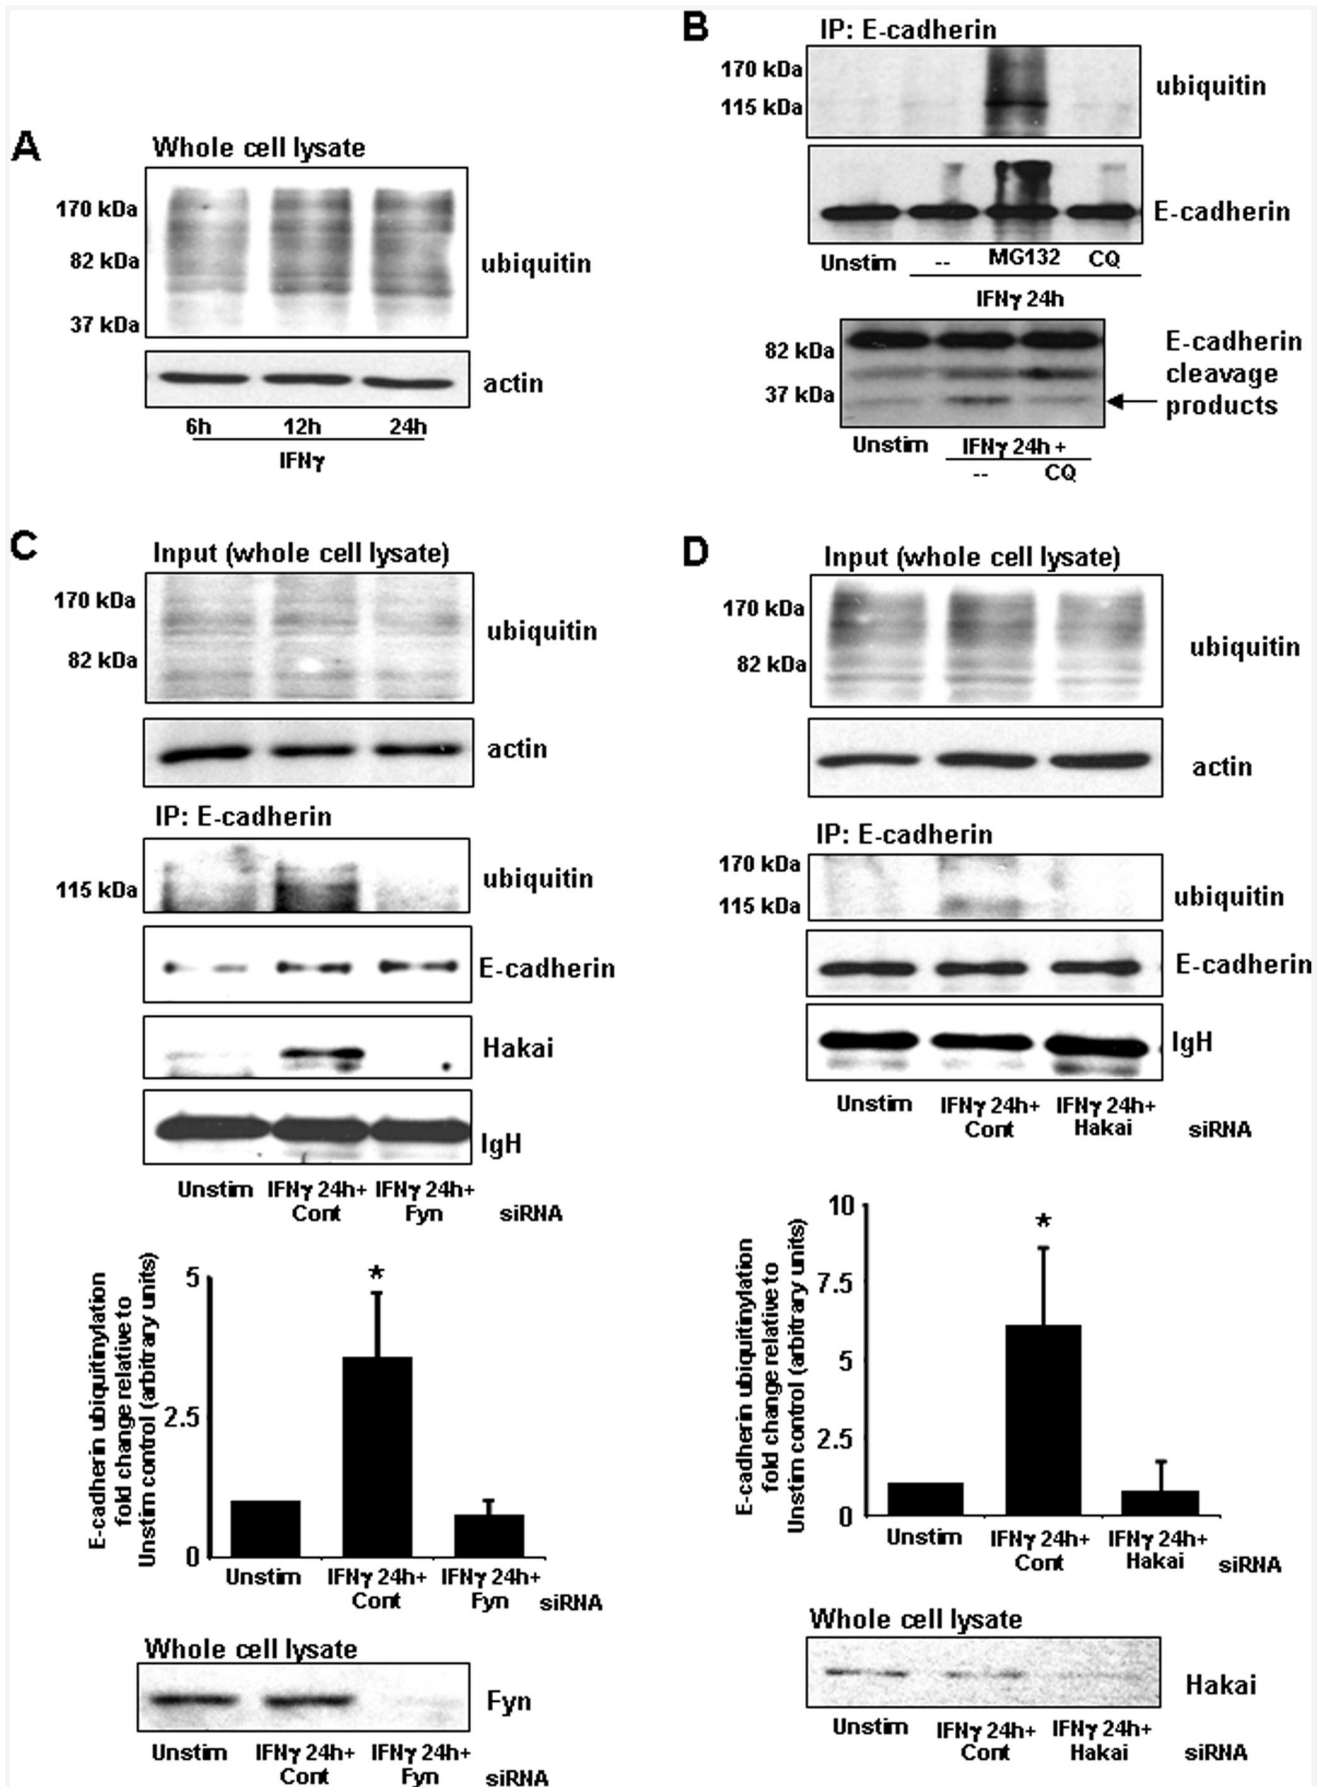 A
Whole cell lysate
170 kDa
82 kDa
37 kDa
ubiquitin
actin
6h 12h 24h
IFNγ
B
IP: E-cadherin
170 kDa
115 kDa
ubiquitin
E-cadherin
Unstim -- MG132 CQ
IFNγ 24h
82 kDa
37 kDa
E-cadherin
cleavage
products
Unstim IFNγ 24h +
-- CQ
C
Input (whole cell lysate)
170 kDa
82 kDa
ubiquitin
actin
IP: E-cadherin
115 kDa
ubiquitin
E-cadherin
Hakai
IgH
Unstim IFNγ 24h+ IFNγ 24h+
Cont Fyn siRNA
E-cadherin ubiquitinylation
fold change relative to
Unstim control (arbitrary units)
5
2.5
0
*
Unstim IFNγ 24h+ IFNγ 24h+
Cont Fyn siRNA
Whole cell lysate
Fyn
Unstim IFNγ 24h+ IFNγ 24h+
Cont Fyn siRNA
D
Input (whole cell lysate)
170 kDa
82 kDa
ubiquitin
actin
IP: E-cadherin
170 kDa
115 kDa
ubiquitin
E-cadherin
IgH
Unstim IFNγ 24h+ IFNγ 24h+
Cont Hakai siRNA
E-cadherin ubiquitinylation
fold change relative to
Unstim control (arbitrary units)
10
7.5
5
2.5
0
*
Unstim IFNγ 24h+ IFNγ 24h+
Cont Hakai siRNA
Whole cell lysate
Hakai
Unstim IFNγ 24h+ IFNγ 24h+
Cont Hakai siRNA